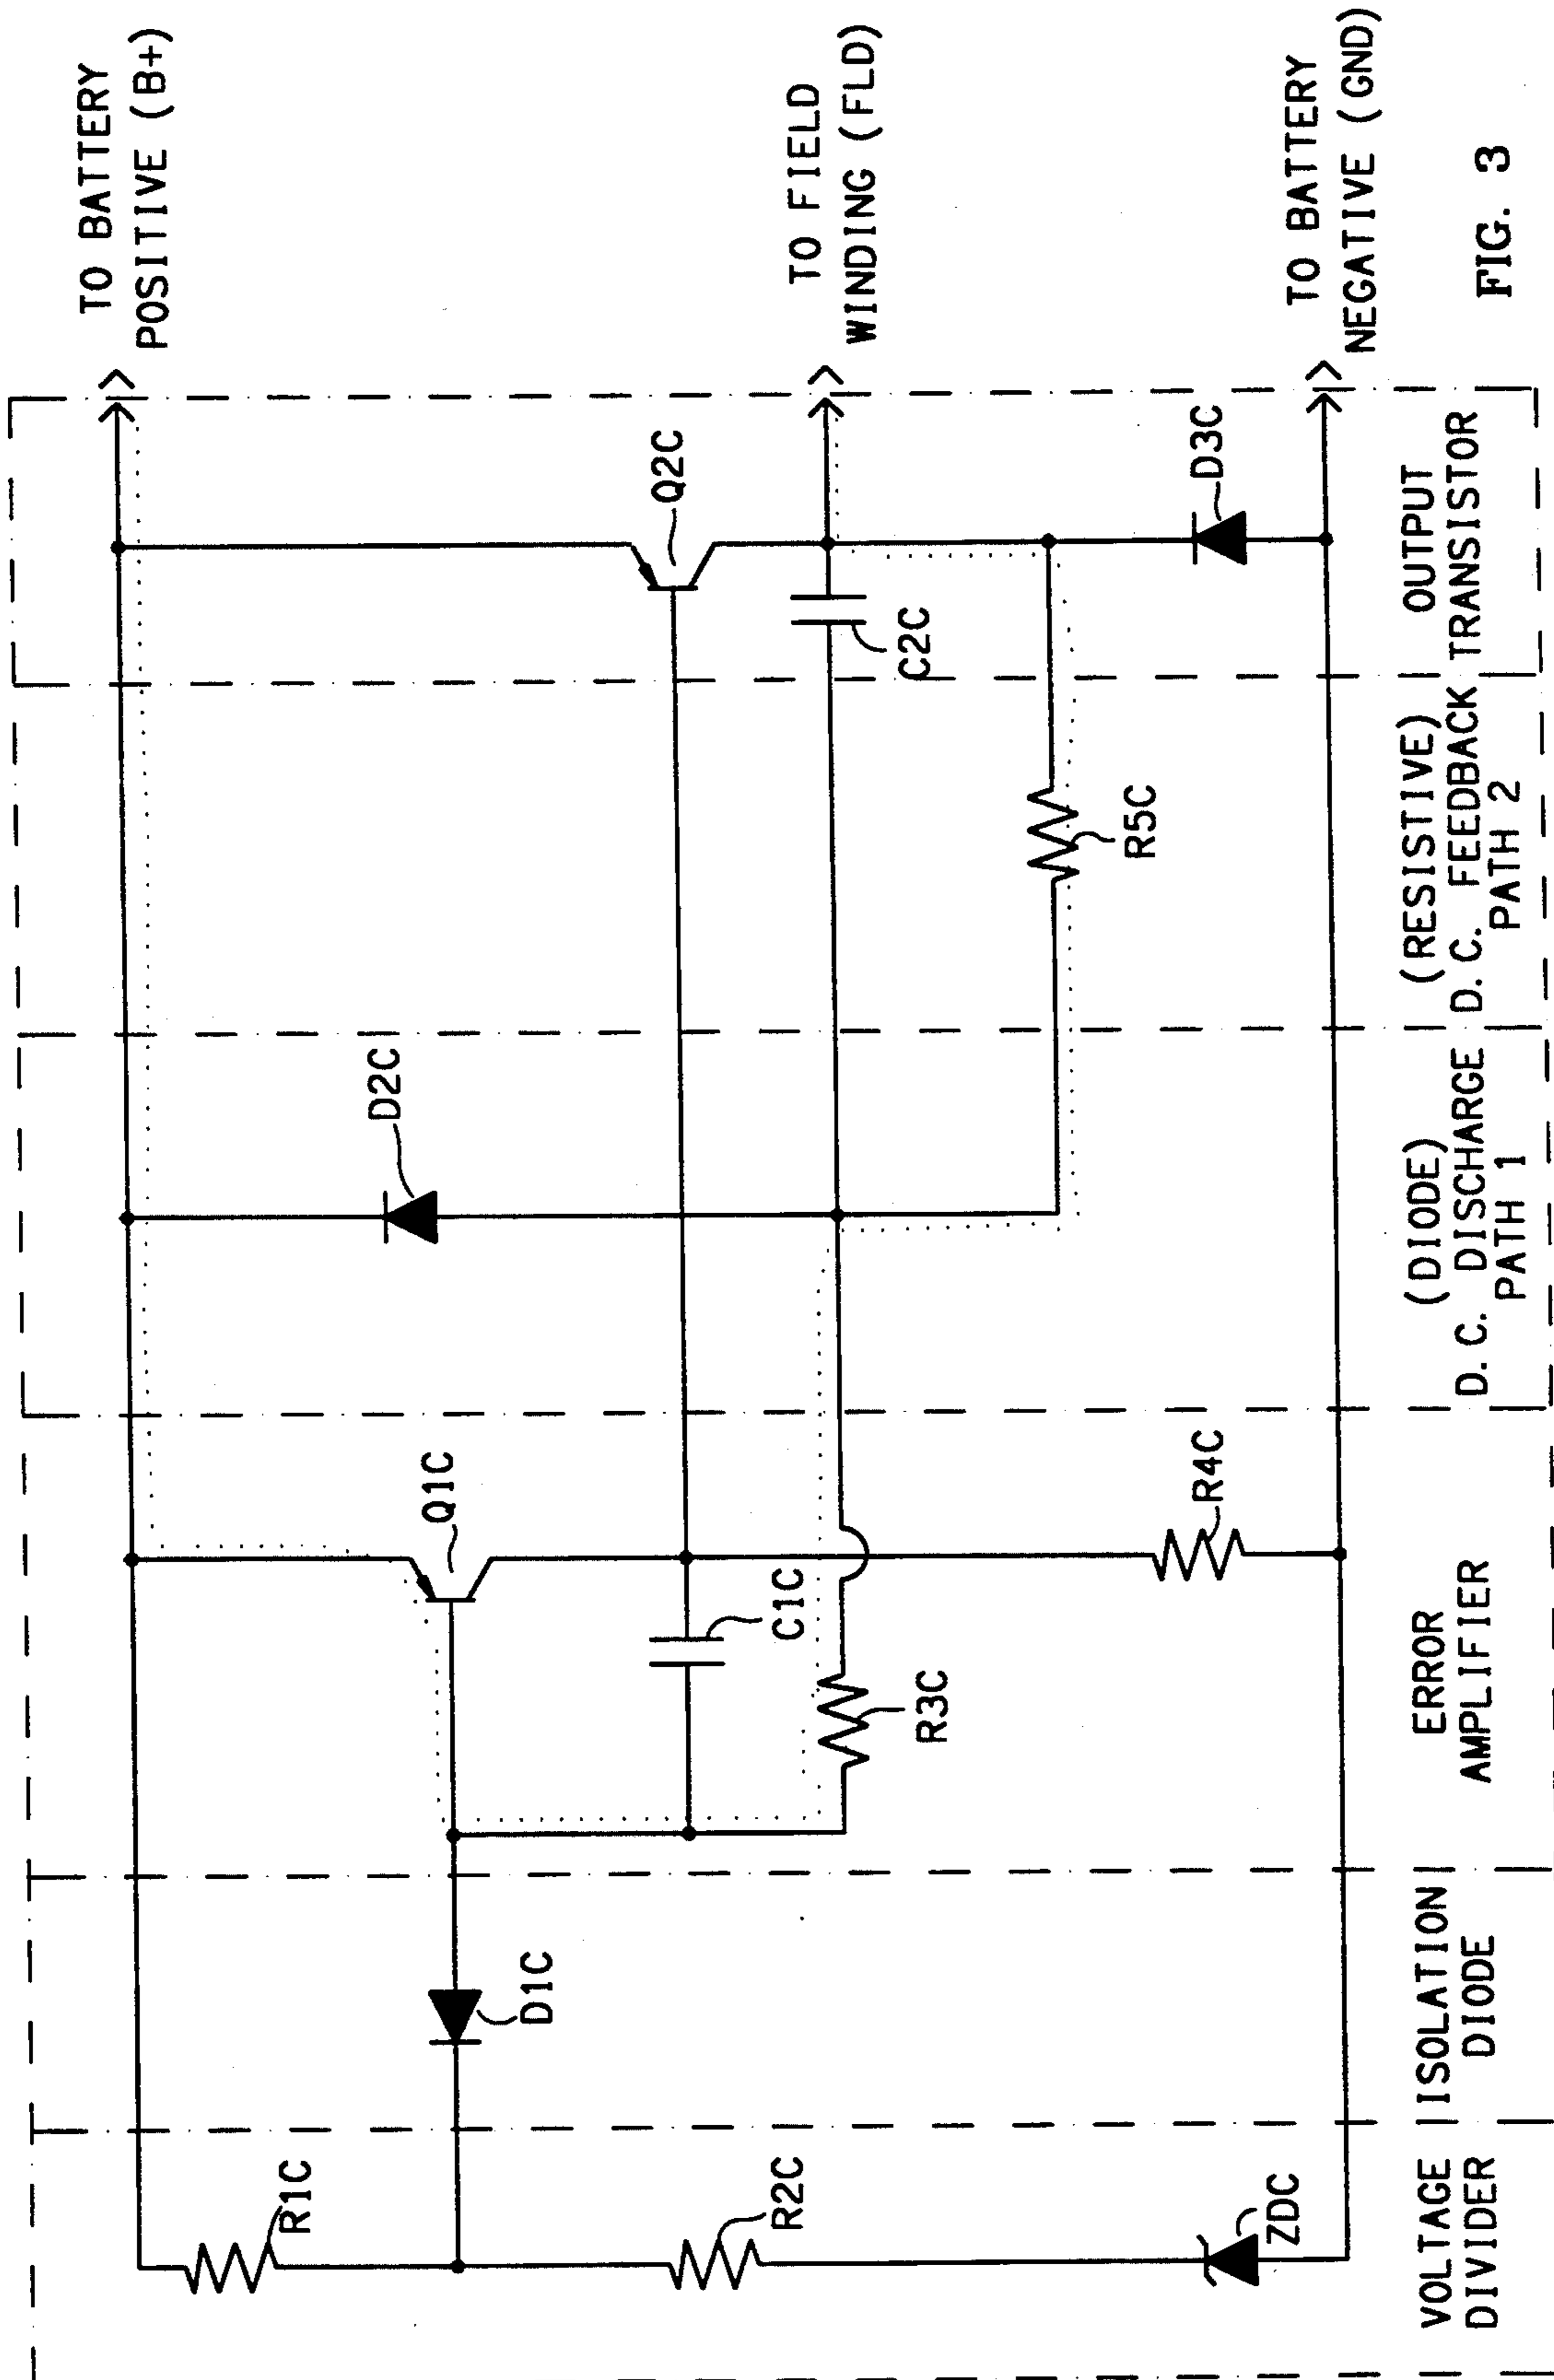 TO BATTERY
POSITIVE (B+)
R1C
D2C
Q1C
Q2C
D1C
C1C
R2C
R3C
C2C
TO FIELD
WINDING (FLD)
R5C
R4C
ZDC
D3C
TO BATTERY
NEGATIVE (GND)
VOLTAGE
DIVIDER
ISOLATION
DIODE
ERROR
AMPLIFIER
(DIODE)
D.C. DISCHARGE
PATH 1
(RESISTIVE)
D.C. FEEDBACK
PATH 2
OUTPUT
TRANSISTOR
FIG. 3